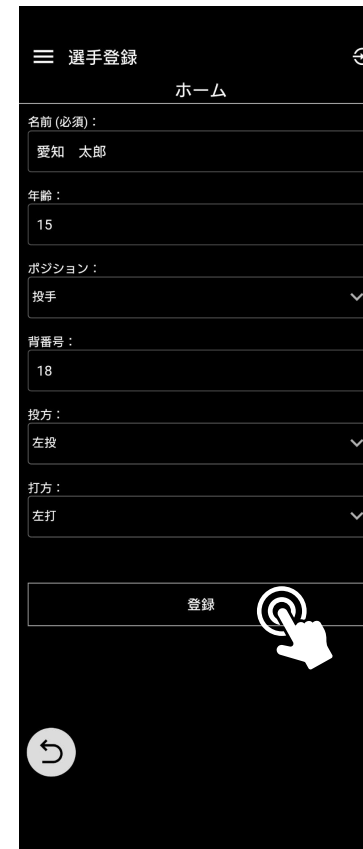 選手登録
ホーム
名前 (必須)：
愛知　太郎
年齢：
15
ポジション：
投手
背番号：
18
投方：
左投
打方：
左打
登録